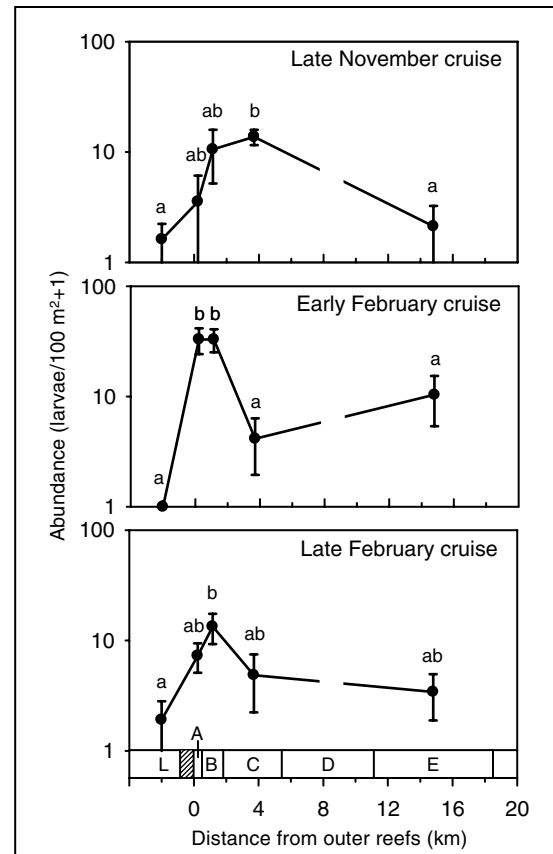 100
Late November cruise
ab b
10
ab
a a
1
Abundance (larvae/100 m²+1)
100
b b
Early February cruise
a
10
a
a
1
100
Late February cruise
b
10
ab ab ab
a
A
1
L B C D E
0 4 8 12 16 20
Distance from outer reefs (km)